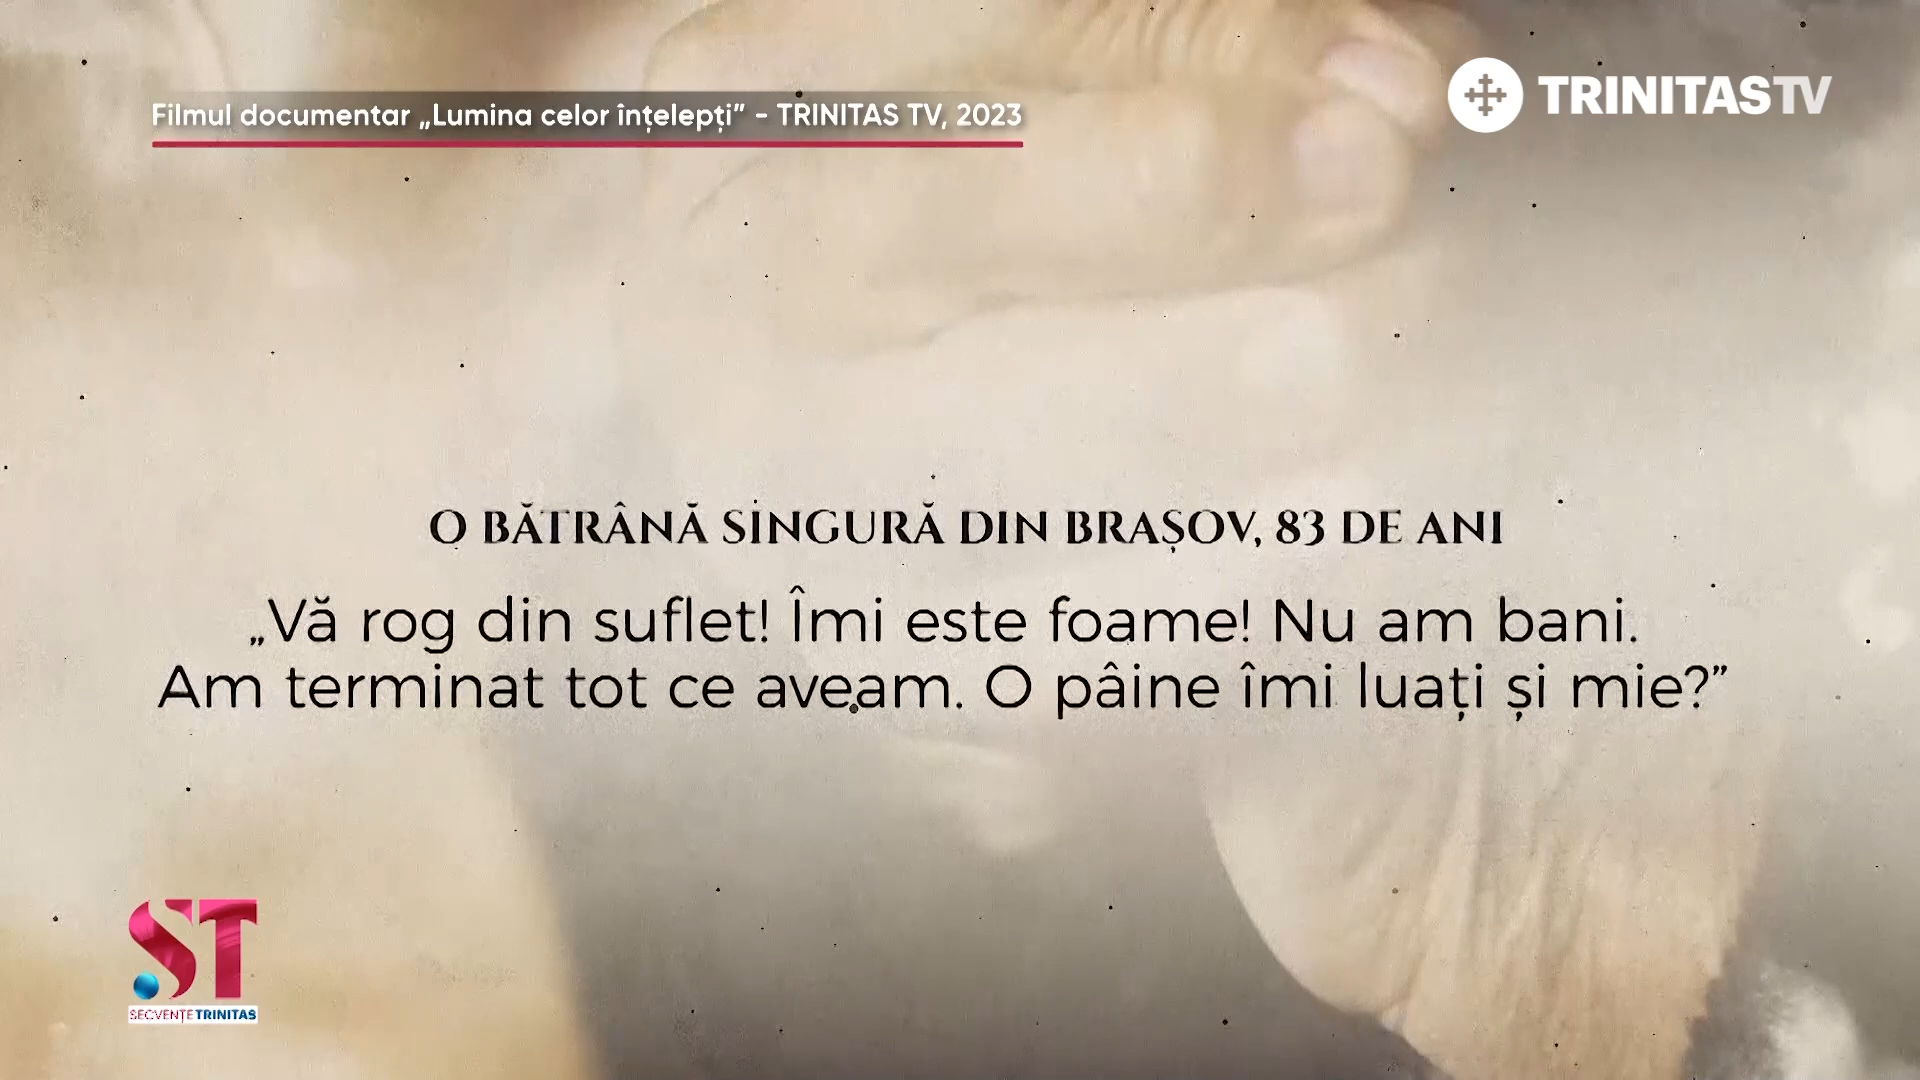 Filmul documentar „Lumina celor înțelepți” - TRINITAS TV, 2023
TRINITASTV
O BĂTRÂNĂ SINGURĂ DIN BRAȘOV, 83 DE ANI
„Vă rog din suflet! Îmi este foame! Nu am bani.
Am terminat tot ce aveam. O pâine îmi luați și mie?”
ST
SECVENȚE TRINITAS